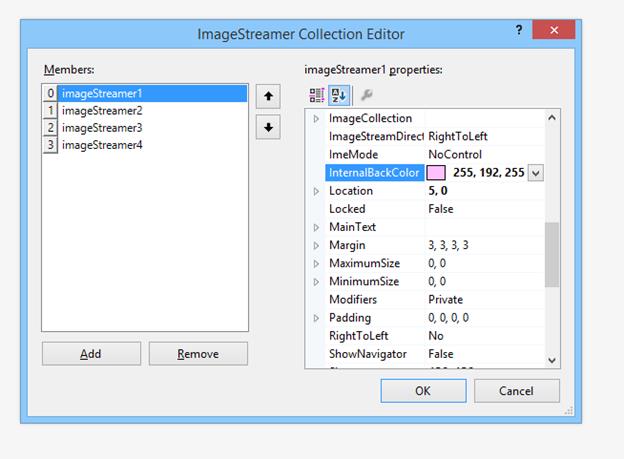 ImageStreamer Collection Editor
?
Members:
0 imageStreamer1
1 imageStreamer2
2 imageStreamer3
3 imageStreamer4
Add
Remove
imageStreamer1 properties:
ImageCollection
ImageStreamDirect RightToLeft
ImeMode NoControl
InternalBackColor 255, 192, 255
Location 5, 0
Locked False
MainText
Margin 3, 3, 3, 3
MaximumSize 0, 0
MinimumSize 0, 0
Modifiers Private
Padding 0, 0, 0, 0
RightToLeft No
ShowNavigator False
OK
Cancel